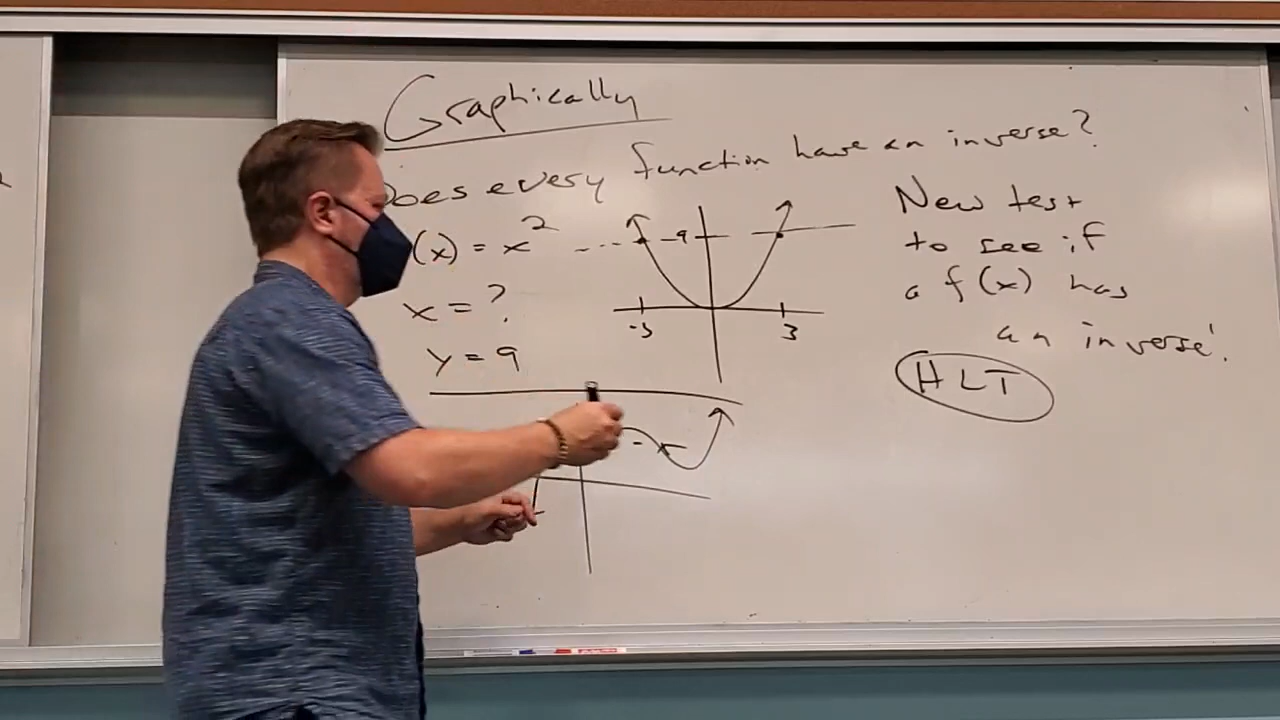 Graphically
Does every function have an inverse?
(x) = x²
x = ?
y = 9
-9
-3
3
New test
to see if
a f(x) has
an inverse!
HLT